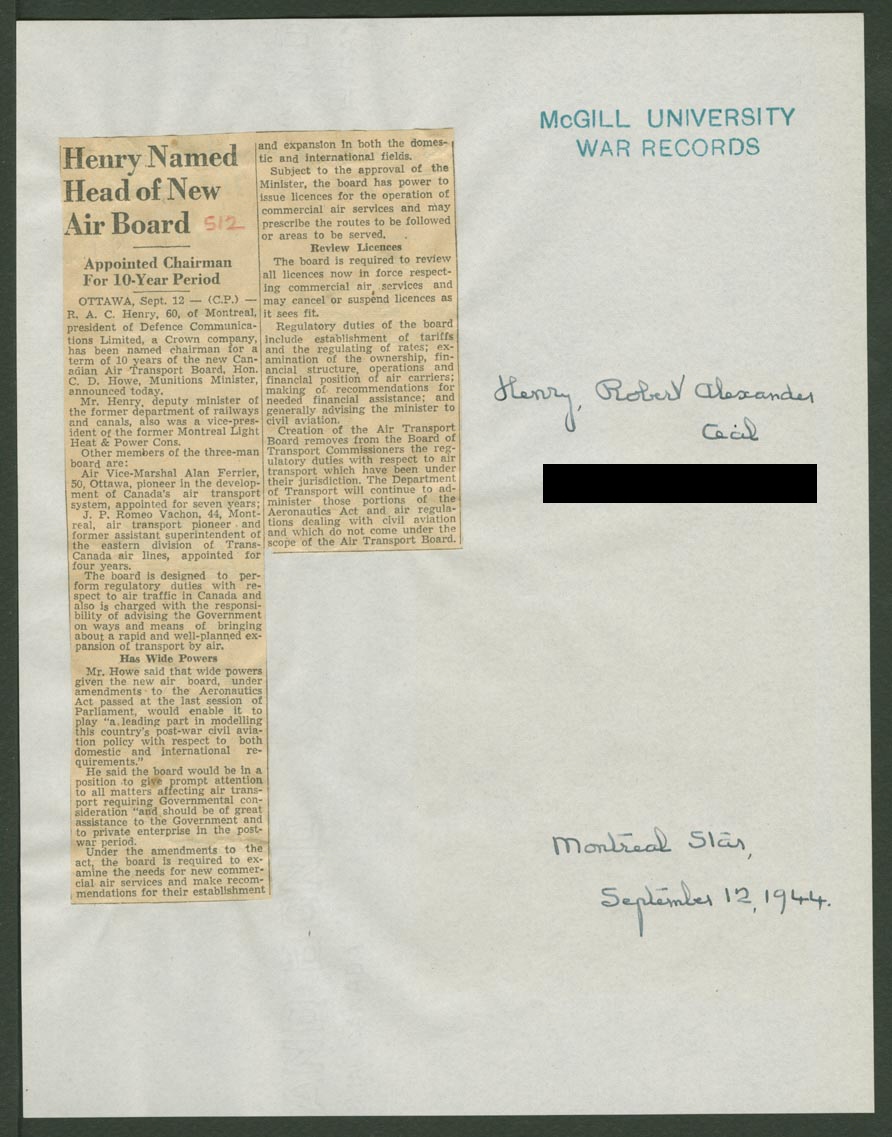 McGILL UNIVERSITY
WAR RECORDS
Henry Named
Head of New
Air Board 512
Appointed Chairman
For 10-Year Period
OTTAWA, Sept. 12 — (C.P.) —
R. A. C. Henry, 60, of Montreal,
president of Defence Communica-
tions Limited, a Crown company,
has been named chairman for a
term of 10 years of the new Can-
adian Air Transport Board, Hon.
C. D. Howe, Munitions Minister,
announced today.
Mr. Henry, deputy minister of
the former department of railways
and canals, also was a vice-pres-
ident of the former Montreal Light
Heat & Power Cons.
Other members of the three-man
board are:
Air Vice-Marshal Alan Ferrier,
50, Ottawa, pioneer in the develop-
ment of Canada's air transport
system, appointed for seven years;
J. P. Romeo Vachon, 44, Mont-
real, air transport pioneer and
former assistant superintendent of
the eastern division of Trans-
Canada air lines, appointed for
four years.
The board is designed to per-
form regulatory duties with re-
spect to air traffic in Canada and
also is charged with the responsi-
bility of advising the Government
on ways and means of bringing
about a rapid and well-planned ex-
pansion of transport by air.
Has Wide Powers
Mr. Howe said that wide powers
given the new air board, under
amendments to the Aeronautics
Act passed at the last session of
Parliament, would enable it to
play "a leading part in modelling
this country's post-war civil avia-
tion policy with respect to both
domestic and international re-
quirements."
He said the board would be in a
position to give prompt attention
to all matters affecting air trans-
port requiring Governmental con-
sideration "and should be of great
assistance to the Government and
to private enterprise in the post-
war period.
Under the amendments to the
act, the board is required to ex-
amine the needs for new commer-
cial air services and make recom-
mendations for their establishment
and expansion in both the domes-
tic and international fields.
Subject to the approval of the
Minister, the board has power to
issue licences for the operation of
commercial air services and may
prescribe the routes to be followed
or areas to be served.
Review Licences
The board is required to review
all licences now in force respect-
ing commercial air services and
may cancel or suspend licences as
it sees fit.
Regulatory duties of the board
include establishment of tariffs
and the regulating of rates; ex-
amination of the ownership, fin-
ancial structure, operations and
financial position of air carriers;
making of recommendations for
needed financial assistance; and
generally advising the minister to
civil aviation.
Creation of the Air Transport
Board removes from the Board of
Transport Commissioners the reg-
ulatory duties with respect to air
transport which have been under
their jurisdiction. The Department
of Transport will continue to ad-
minister those portions of the
Aeronautics Act and air regula-
tions dealing with civil aviation
and which do not come under the
scope of the Air Transport Board.
Henry, Robert Alexander
Cecil
Montreal Star,
September 12, 1944.